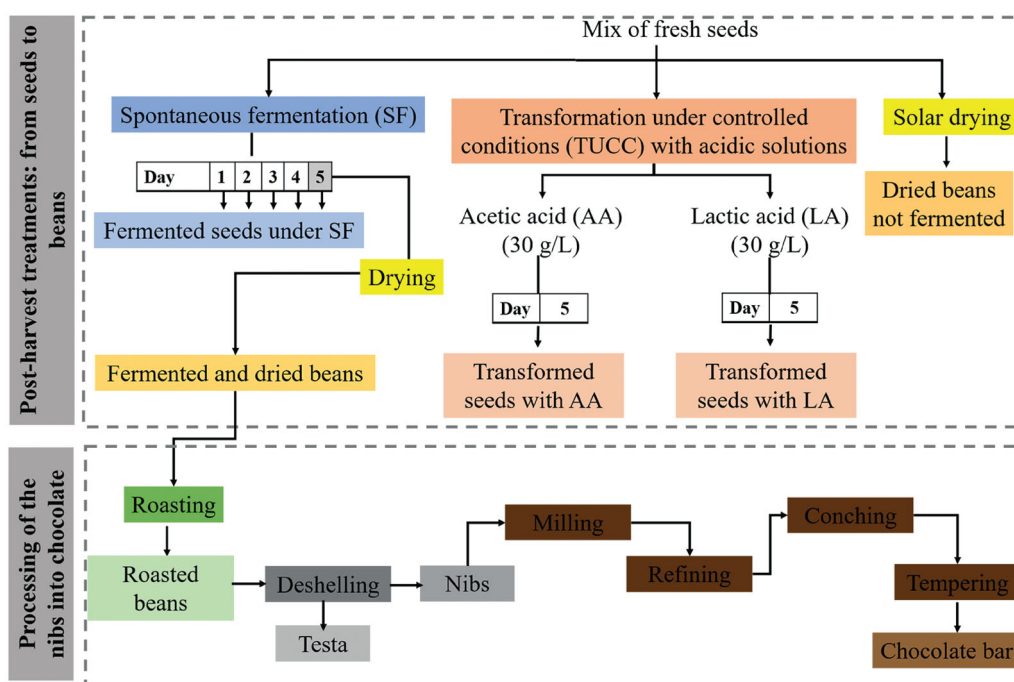 Post-harvest treatments: from seeds to
beans
Mix of fresh seeds
Spontaneous fermentation (SF)
Transformation under controlled
conditions (TUCC) with acidic solutions
Solar drying
Day 1 2 3 4 5
Fermented seeds under SF
Acetic acid (AA)
(30 g/L)
Lactic acid (LA)
(30 g/L)
Dried beans
not fermented
Drying
Day 5
Day 5
Fermented and dried beans
Transformed
seeds with AA
Transformed
seeds with LA
Processing of the
nibs into chocolate
Roasting
Roasted
beans
Deshelling
Testa
Nibs
Milling
Refining
Conching
Tempering
Chocolate bar